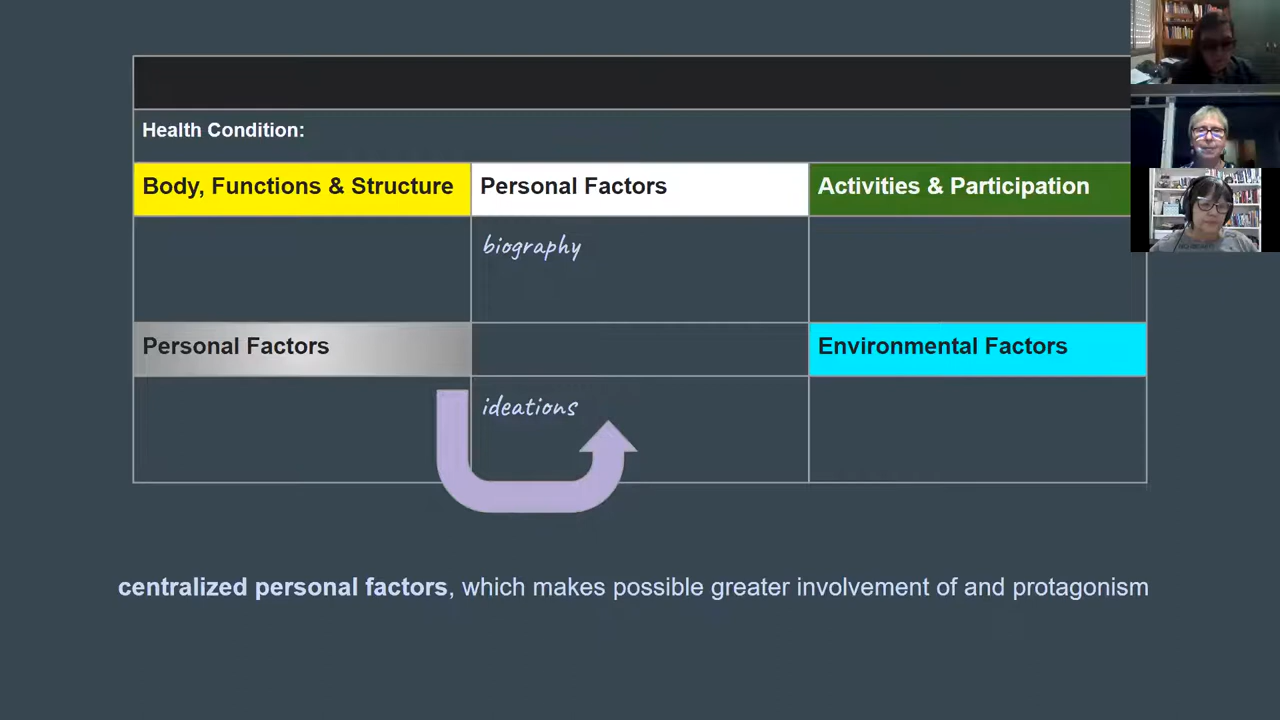 Health Condition:
Body, Functions & Structure
Personal Factors
Activities & Participation
biography
Personal Factors
Environmental Factors
ideations
centralized personal factors, which makes possible greater involvement of and protagonism